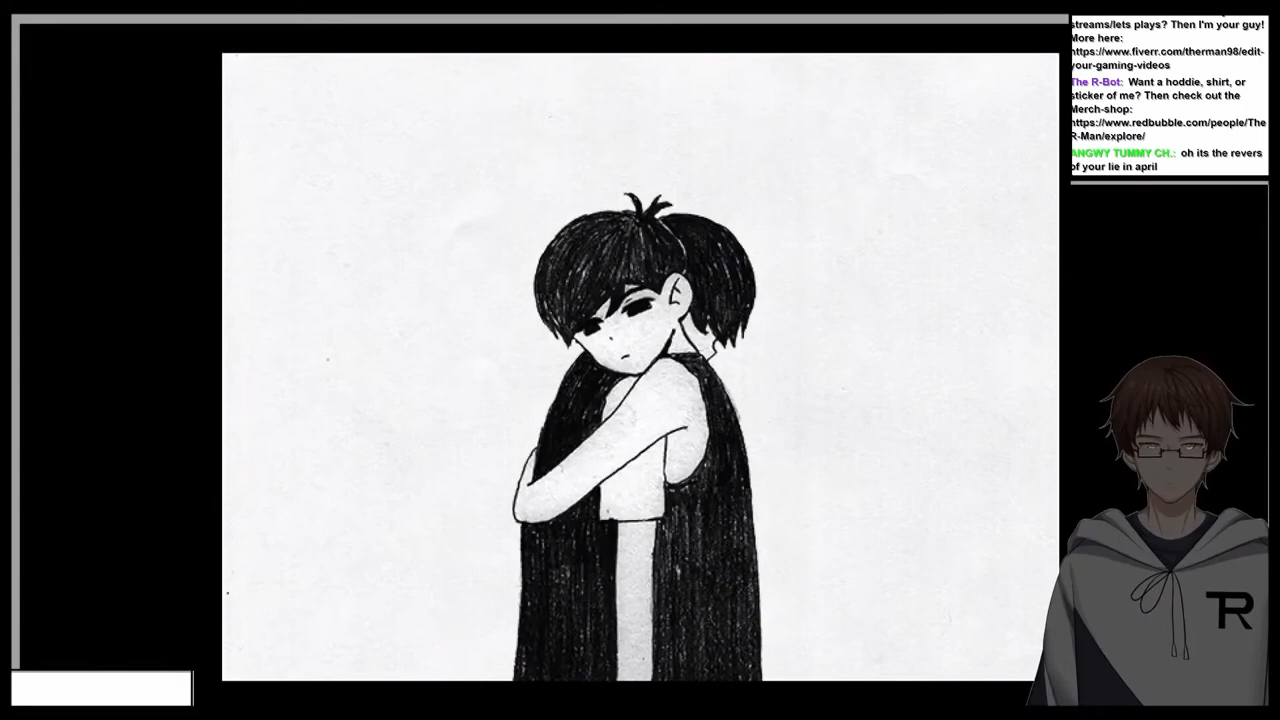 streams/lets plays? Then I'm your guy!
More here:
https://www.fiverr.com/therman98/edit-
your-gaming-videos
The R-Bot: Want a hoddie, shirt, or
sticker of me? Then check out the
Merch-shop:
https://www.redbubble.com/people/The
R-Man/explore/
ANGWY TUMMY CH.: oh its the revers
of your lie in april
TR